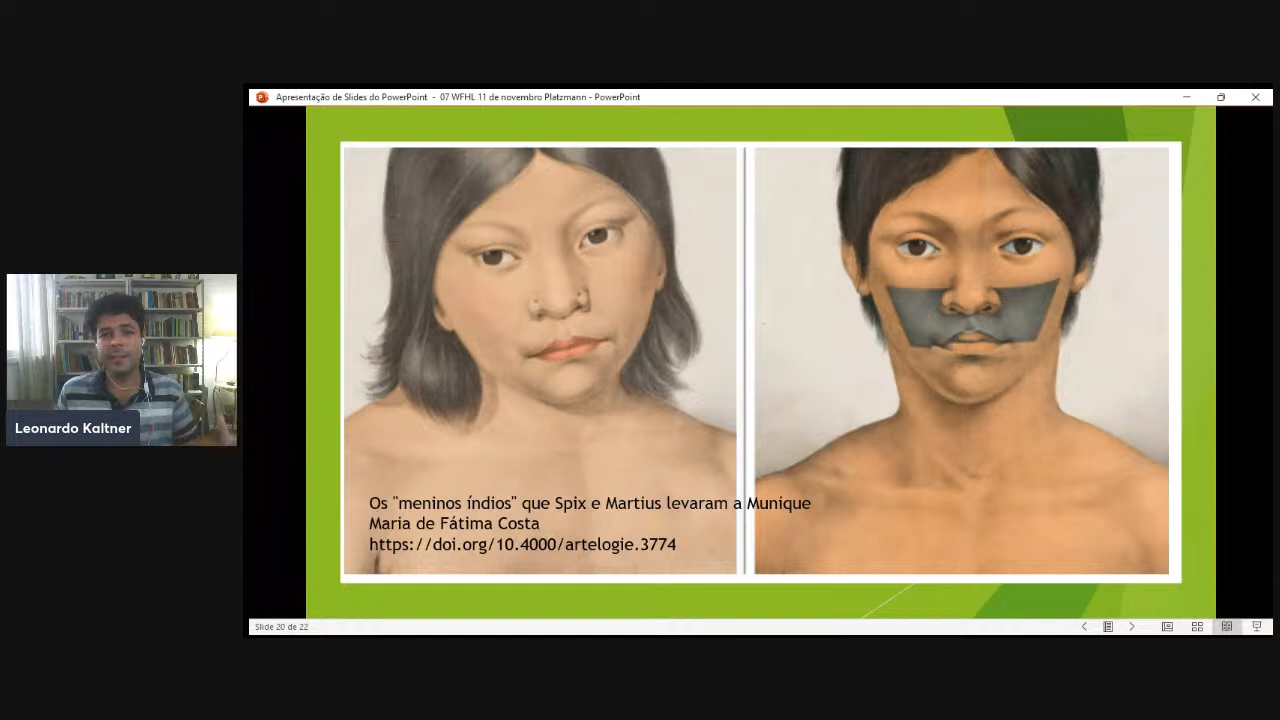 Apresentação de Slides do PowerPoint - 07 WFHL 11 de novembro Platzmann - PowerPoint
Leonardo Kaltner
Os "meninos índios" que Spix e Martius levaram a Munique
Maria de Fátima Costa
https://doi.org/10.4000/artelogie.3774
Slide 20 de 22